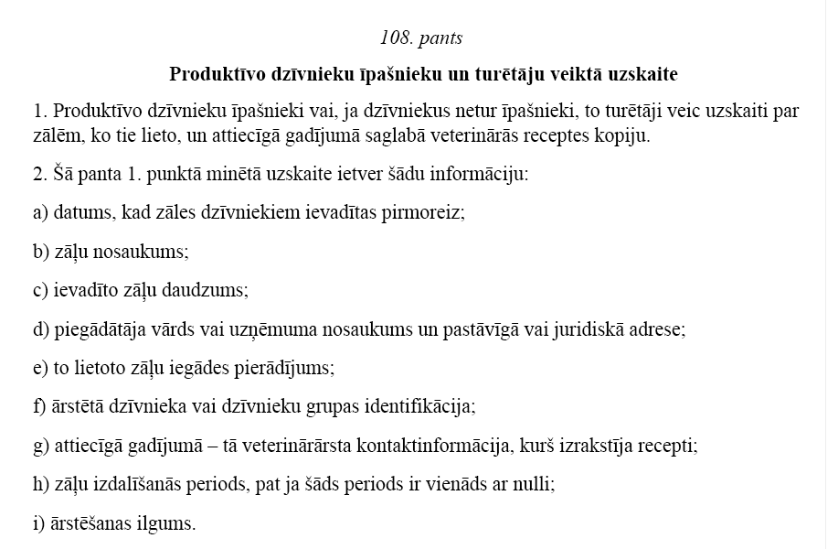 108. pants
Produktīvo dzīvnieku īpašnieku un turētāju veiktā uzskaite
1. Produktīvo dzīvnieku īpašnieki vai, ja dzīvniekus netur īpašnieki, to turētāji veic uzskaiti par
zālēm, ko tie lieto, un attiecīgā gadījumā saglabā veterinārās receptes kopiju.
2. Šā panta 1. punktā minētā uzskaite ietver šādu informāciju:
a) datums, kad zāles dzīvniekiem ievadītas pirmoreiz;
b) zāļu nosaukums;
c) ievadīto zāļu daudzums;
d) piegādātāja vārds vai uzņēmuma nosaukums un pastāvīgā vai juridiskā adrese;
e) to lietoto zāļu iegādes pierādījums;
f) ārstētā dzīvnieka vai dzīvnieku grupas identifikācija;
g) attiecīgā gadījumā – tā veterinārārsta kontaktinformācija, kurš izrakstīja recepti;
h) zāļu izdalīšanās periods, pat ja šāds periods ir vienāds ar nulli;
i) ārstēšanas ilgums.